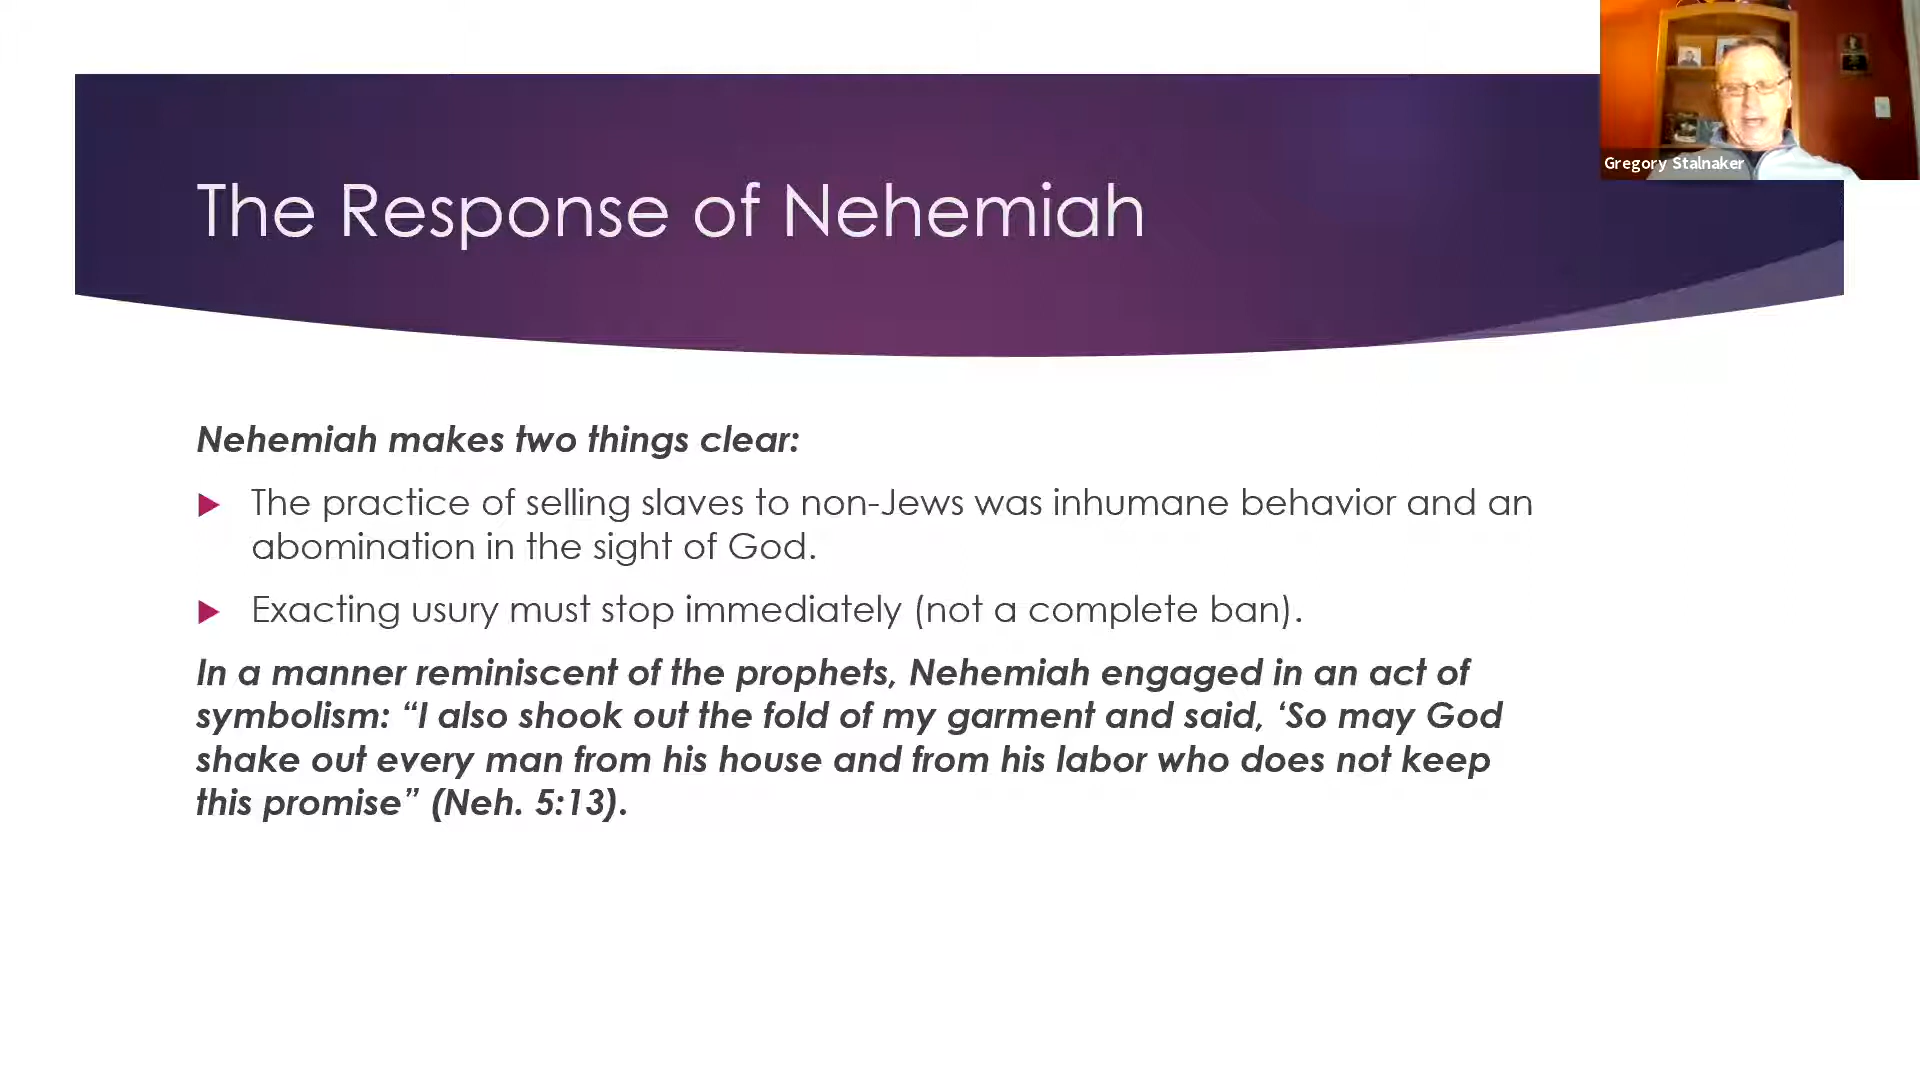 The Response of Nehemiah
Gregory Stalnaker
Nehemiah makes two things clear:
The practice of selling slaves to non-Jews was inhumane behavior and an
abomination in the sight of God.
Exacting usury must stop immediately (not a complete ban).
In a manner reminiscent of the prophets, Nehemiah engaged in an act of
symbolism: “I also shook out the fold of my garment and said, ‘So may God
shake out every man from his house and from his labor who does not keep
this promise” (Neh. 5:13).